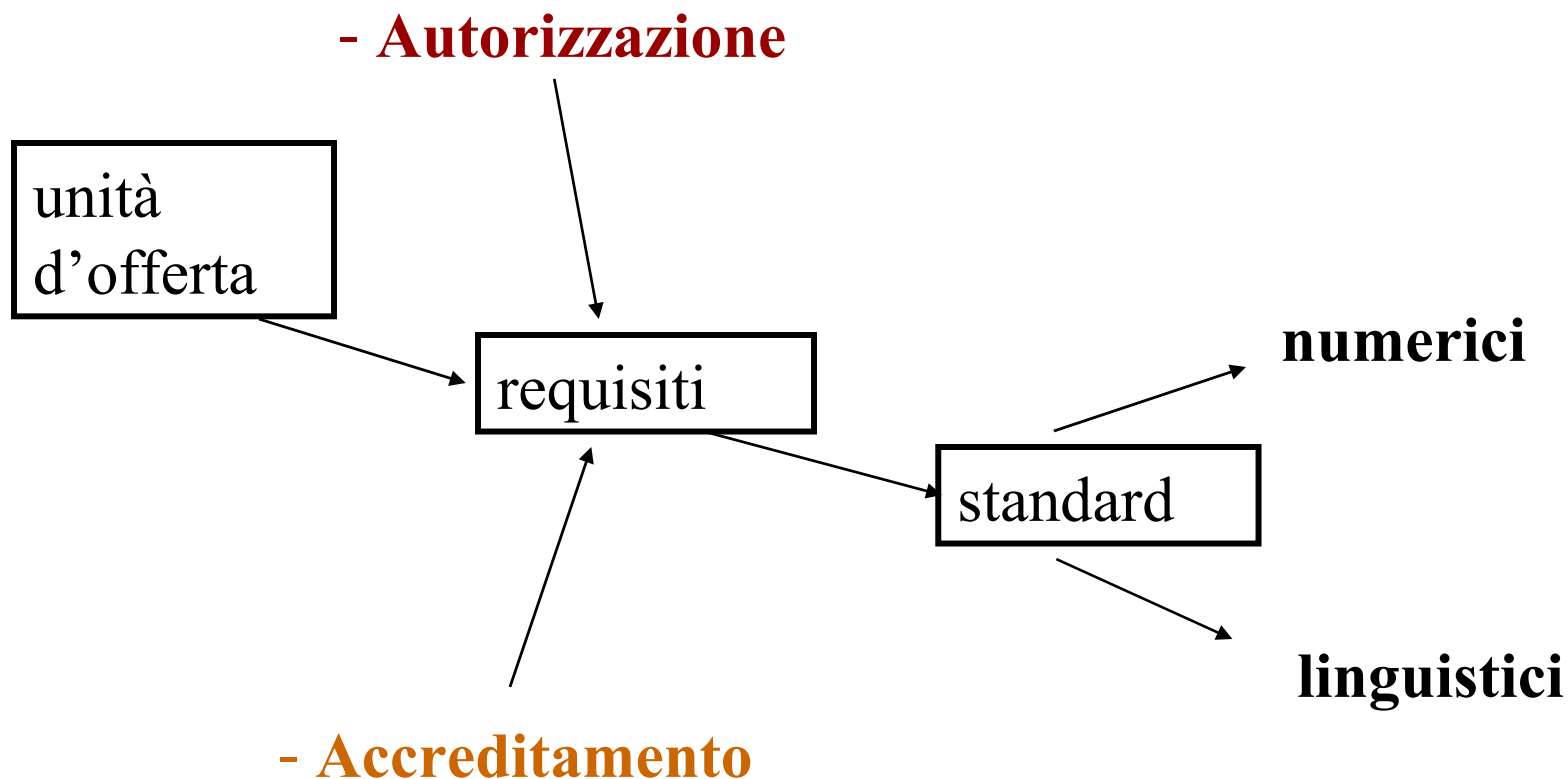 - Autorizzazione
unità
d’offerta
requisiti
numerici
standard
linguistici
- Accreditamento